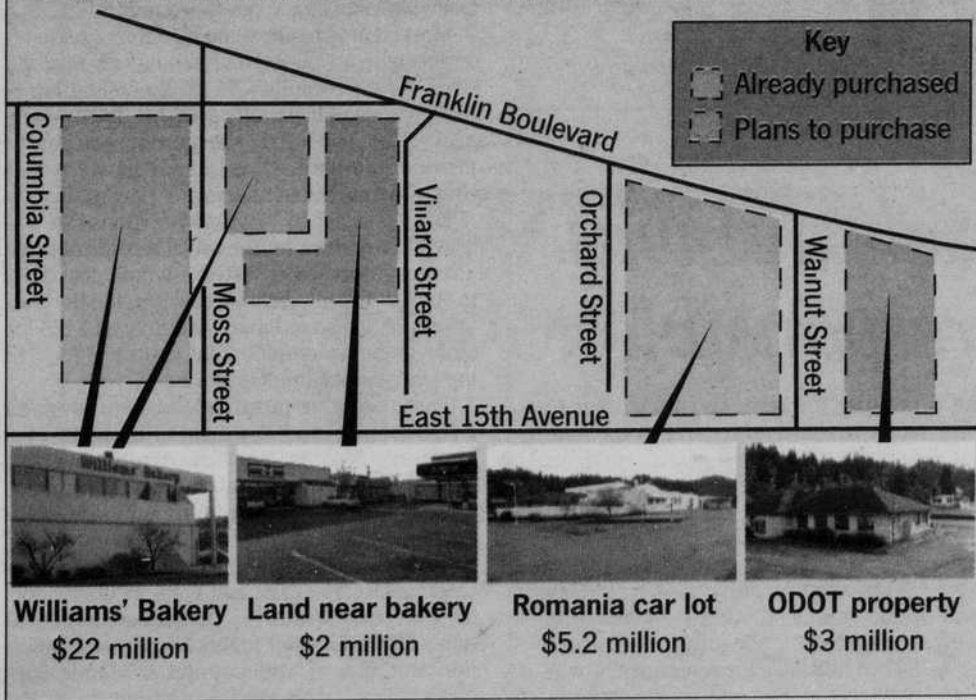 Key
Already purchased
Plans to purchase
Franklin Boulevard
Columbia Street
Moss Street
Villard Street
Orchard Street
Walnut Street
East 15th Avenue
Williams' Bakery
Williams' Bakery
$22 million
Land near bakery
$2 million
Romania car lot
$5.2 million
ODOT property
$3 million